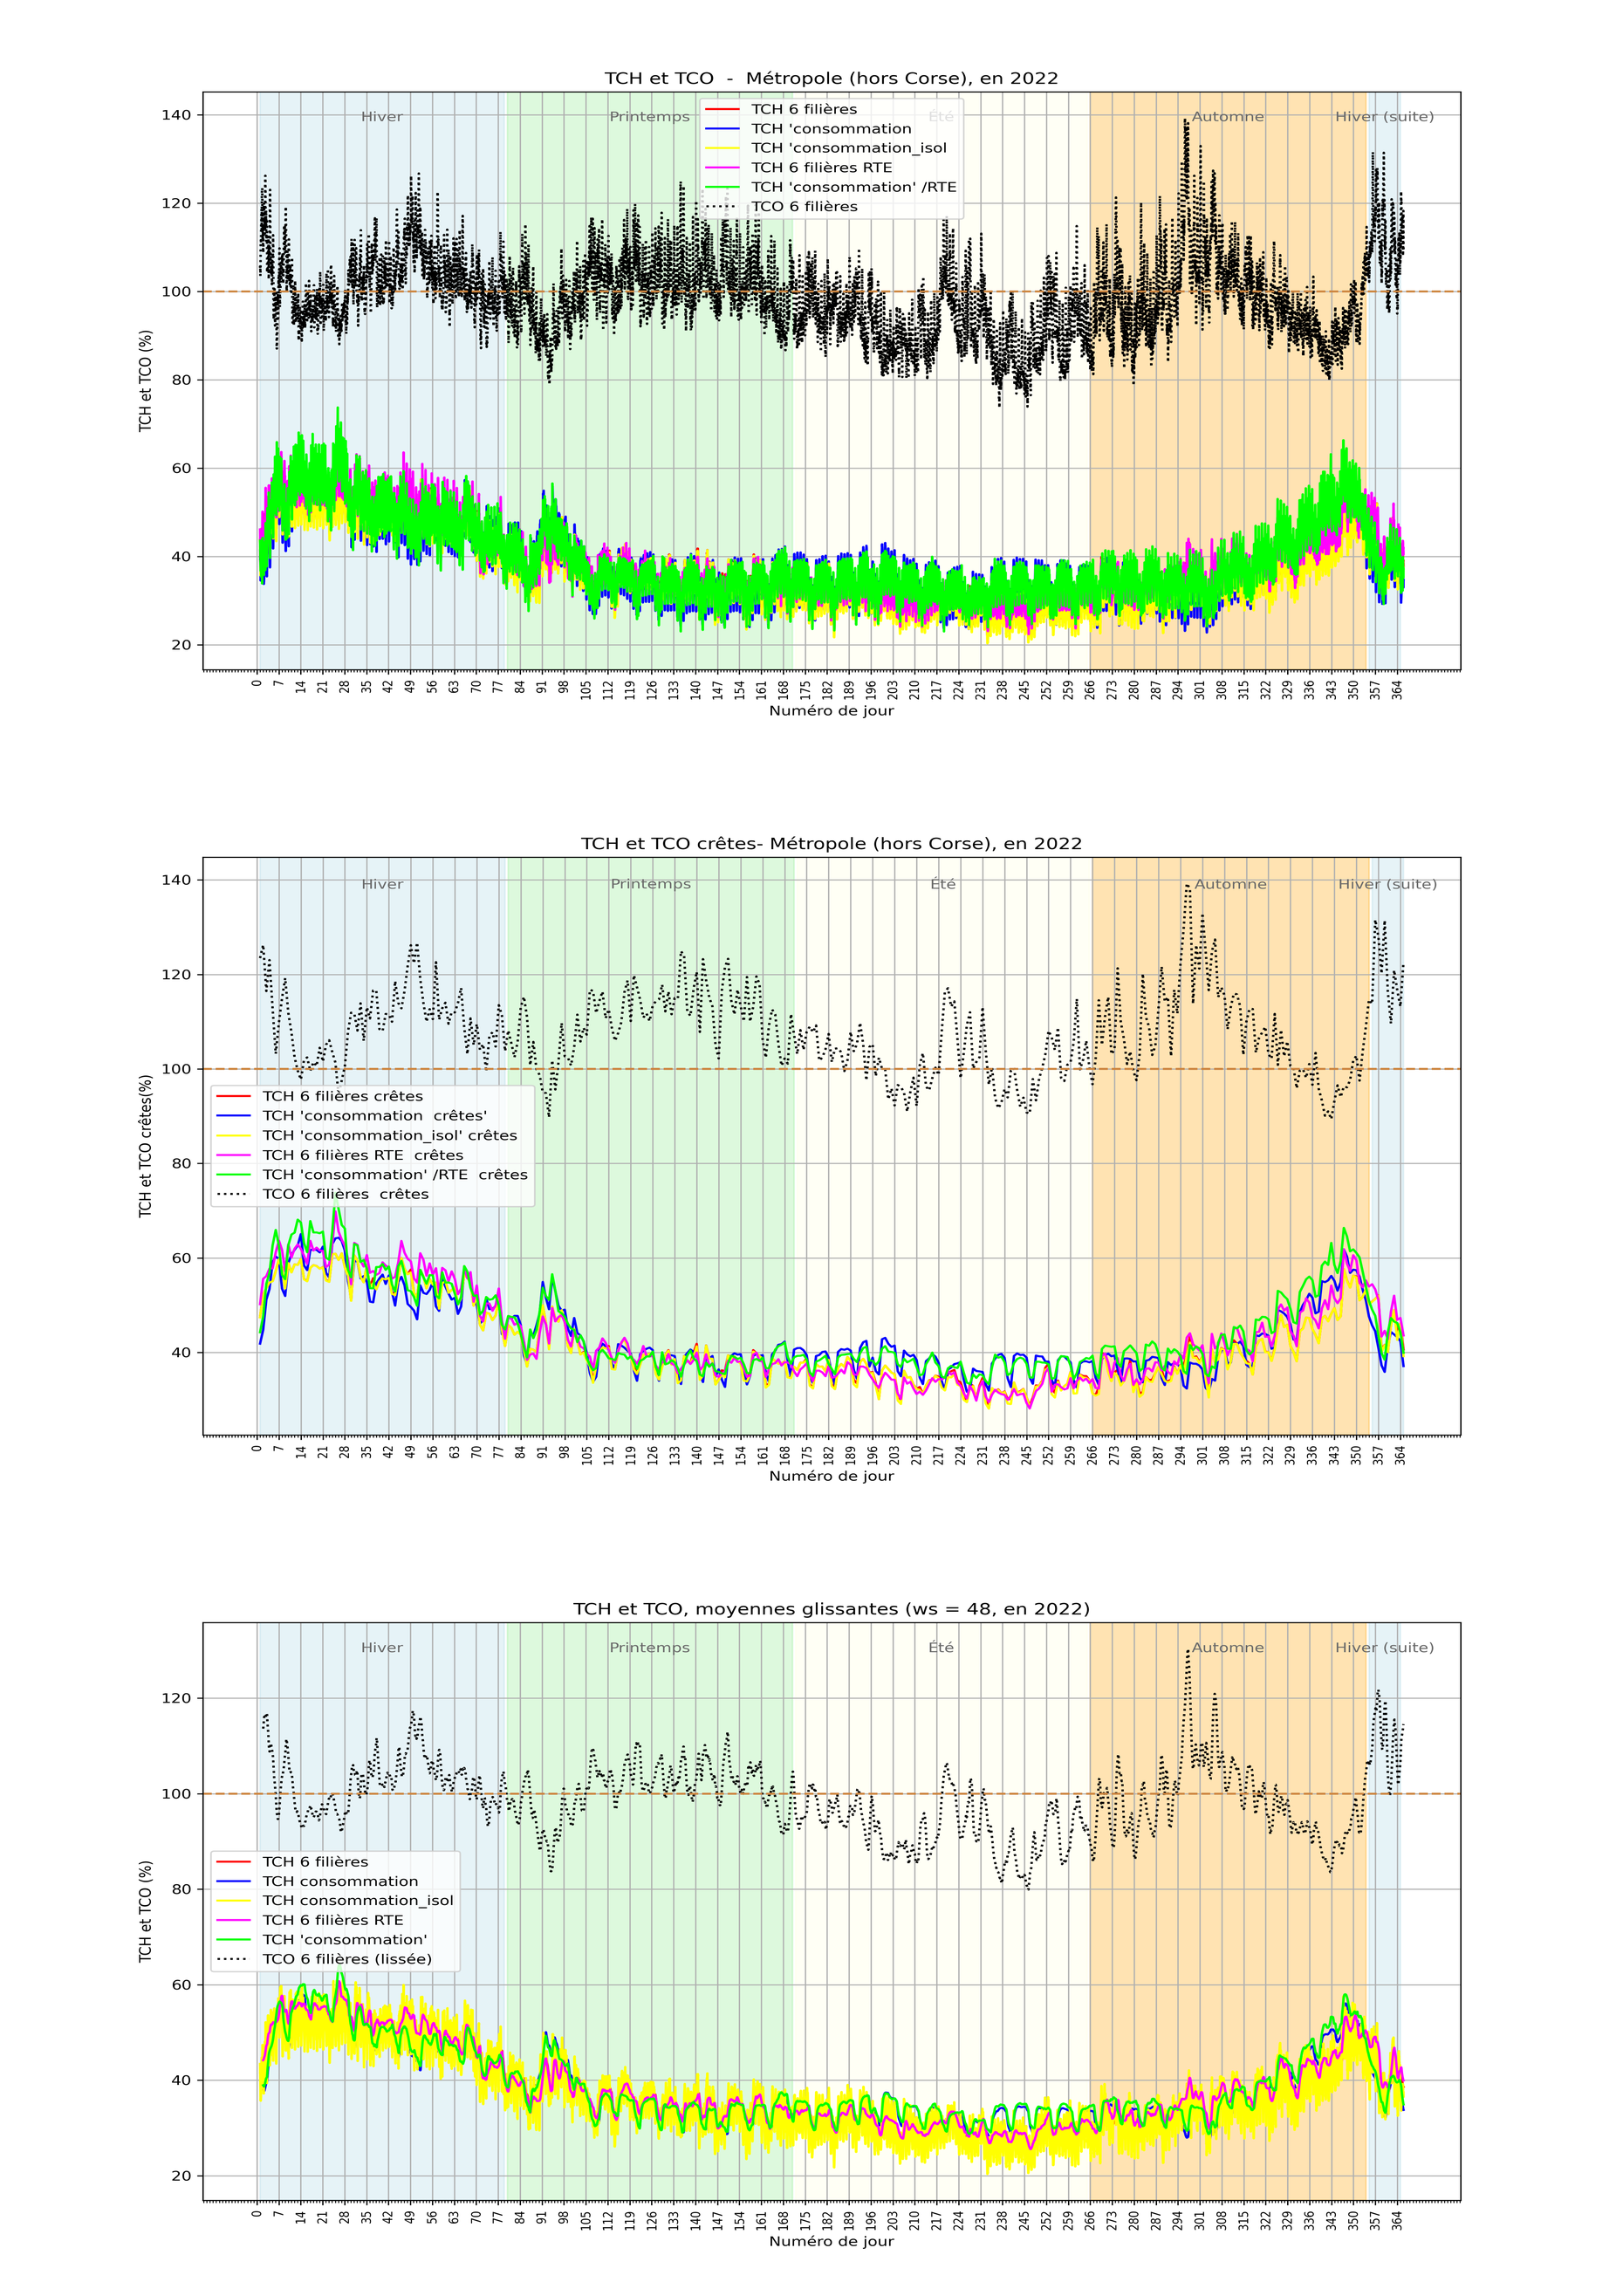 TCH et TCO  -  Métropole (hors Corse), en 2022
140
120
100
80
60
40
20
TCH et TCO (%)
Hiver
Printemps
Été
Automne
Hiver (suite)
TCH 6 filières
TCH 'consommation
TCH 'consommation_isol
TCH 6 filières RTE
TCH 'consommation' /RTE
TCO 6 filières
0 7 14 21 28 35 42 49 56 63 70 77 84 91 98 105 112 119 126 133 140 147 154 161 168 175 182 189 196 203 210 217 224 231 238 245 252 259 266 273 280 287 294 301 308 315 322 329 336 343 350 357 364
Numéro de jour
TCH et TCO crêtes- Métropole (hors Corse), en 2022
140
120
100
80
60
40
TCH et TCO crêtes(%)
Hiver
Printemps
Été
Automne
Hiver (suite)
TCH 6 filières crêtes
TCH 'consommation  crêtes'
TCH 'consommation_isol' crêtes
TCH 6 filières RTE  crêtes
TCH 'consommation' /RTE  crêtes
TCO 6 filières  crêtes
0 7 14 21 28 35 42 49 56 63 70 77 84 91 98 105 112 119 126 133 140 147 154 161 168 175 182 189 196 203 210 217 224 231 238 245 252 259 266 273 280 287 294 301 308 315 322 329 336 343 350 357 364
Numéro de jour
TCH et TCO, moyennes glissantes (ws = 48, en 2022)
120
100
80
60
40
20
TCH et TCO (%)
Hiver
Printemps
Été
Automne
Hiver (suite)
TCH 6 filières
TCH consommation
TCH consommation_isol
TCH 6 filières RTE
TCH 'consommation'
TCO 6 filières (lissée)
0 7 14 21 28 35 42 49 56 63 70 77 84 91 98 105 112 119 126 133 140 147 154 161 168 175 182 189 196 203 210 217 224 231 238 245 252 259 266 273 280 287 294 301 308 315 322 329 336 343 350 357 364
Numéro de jour